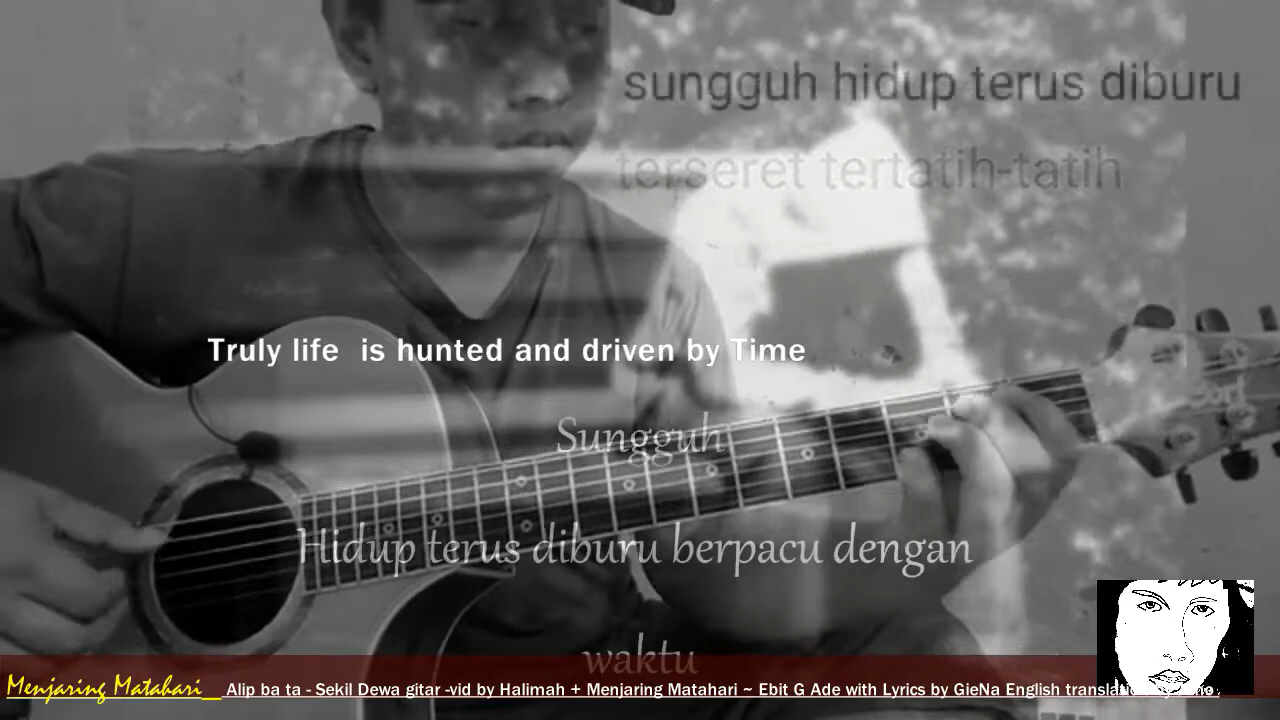 sungguh hidup terus diburu
terseret tertatih-tatih
Truly life is hunted and driven by Time
Sungguh
Hidup terus diburu berpacu dengan
waktu
Menjaring Matahari_ Alip ba ta - Sekil Dewa gitar -vid by Halimah + Menjaring Matahari ~ Ebit G Ade with Lyrics by GieNa English